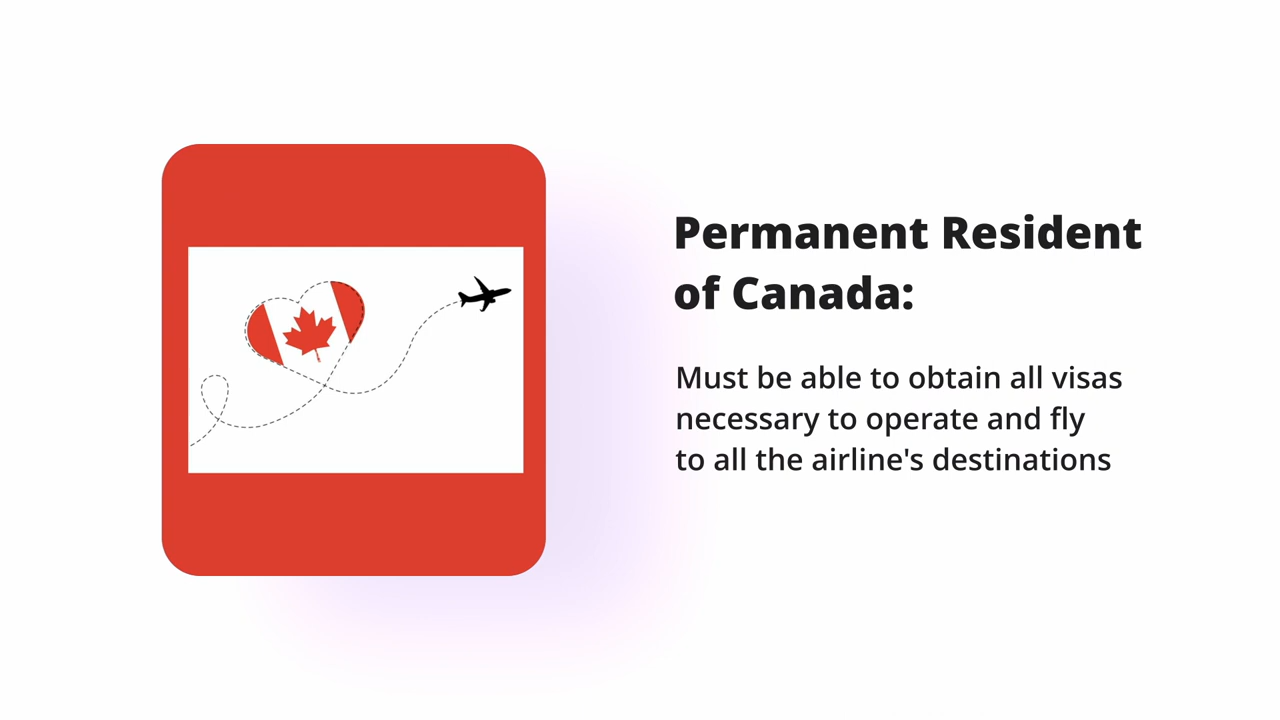 Permanent Resident
of Canada:
Must be able to obtain all visas
necessary to operate and fly
to all the airline's destinations